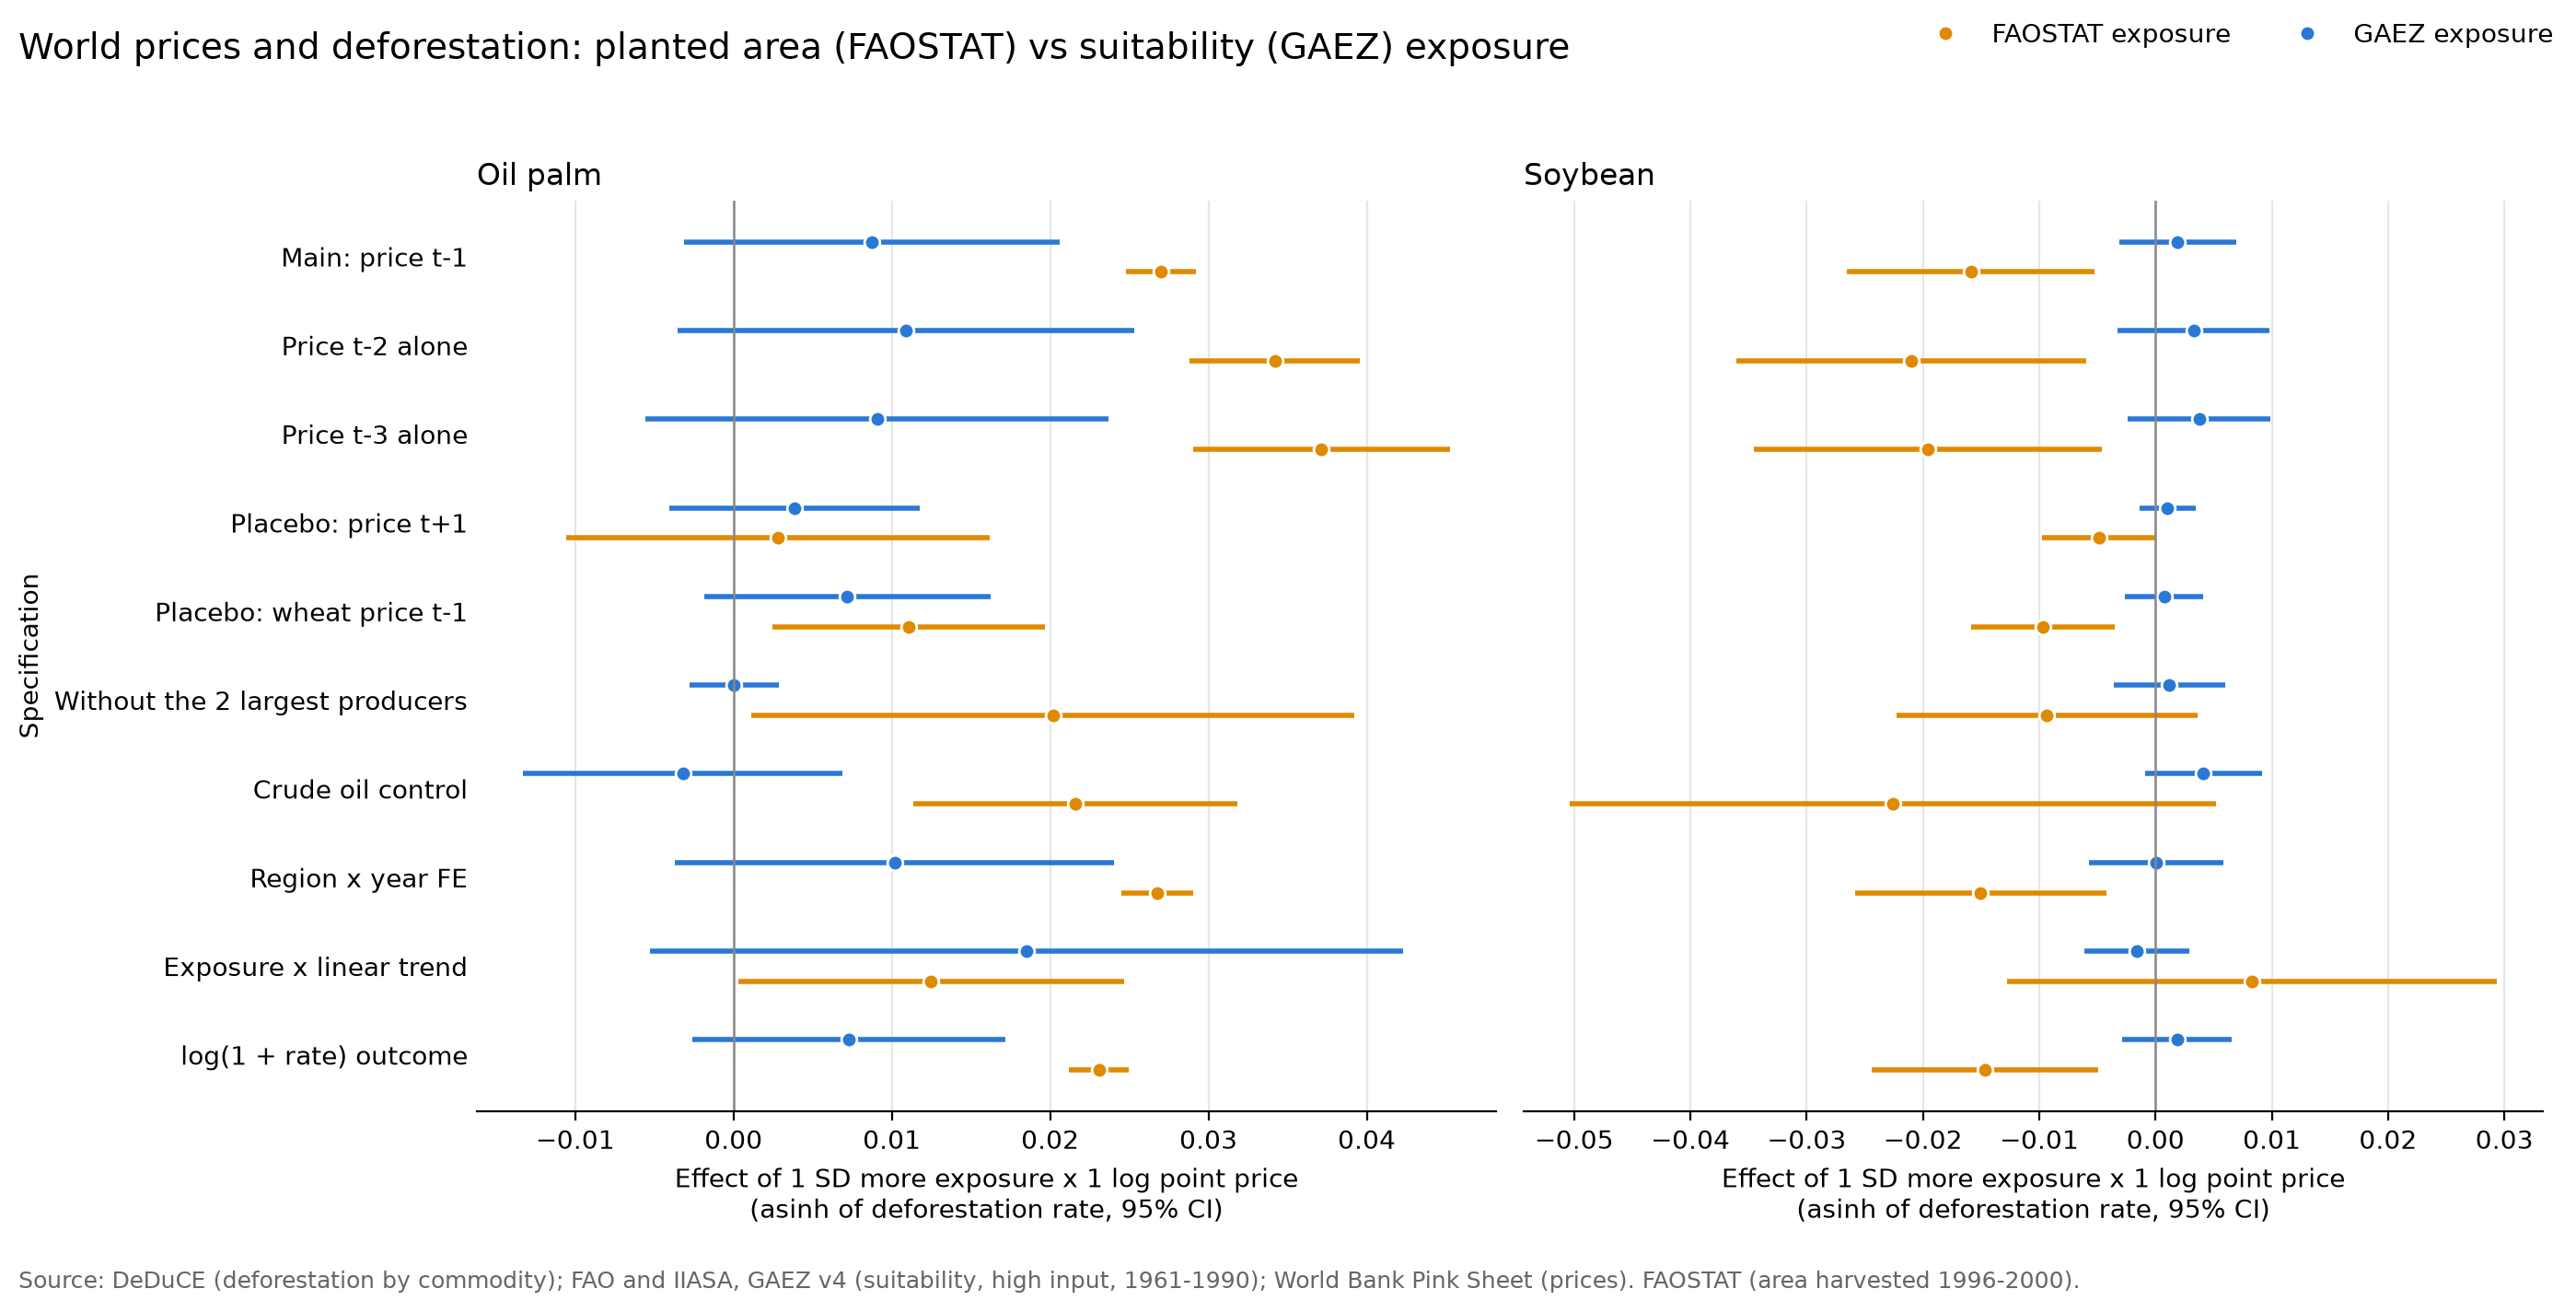 World prices and deforestation: planted area (FAOSTAT) vs suitability (GAEZ) exposure
FAOSTAT exposure
GAEZ exposure
Oil palm
Soybean
Specification
Main: price t-1
Price t-2 alone
Price t-3 alone
Placebo: price t+1
Placebo: wheat price t-1
Without the 2 largest producers
Crude oil control
Region x year FE
Exposure x linear trend
log(1 + rate) outcome
−0.01 0.00 0.01 0.02 0.03 0.04
Effect of 1 SD more exposure x 1 log point price
(asinh of deforestation rate, 95% CI)
−0.05 −0.04 −0.03 −0.02 −0.01 0.00 0.01 0.02 0.03
Effect of 1 SD more exposure x 1 log point price
(asinh of deforestation rate, 95% CI)
Source: DeDuCE (deforestation by commodity); FAO and IIASA, GAEZ v4 (suitability, high input, 1961-1990); World Bank Pink Sheet (prices). FAOSTAT (area harvested 1996-2000).